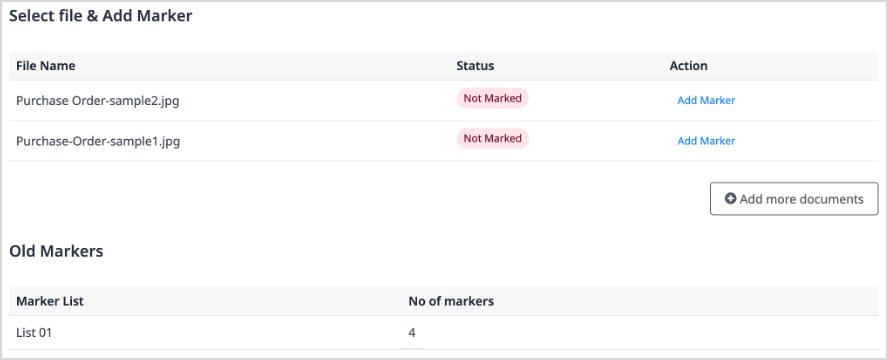 Select file & Add Marker
File Name Status Action
Purchase Order-sample2.jpg Not Marked Add Marker
Purchase-Order-sample1.jpg Not Marked Add Marker
Add more documents
Old Markers
Marker List No of markers
List 01 4